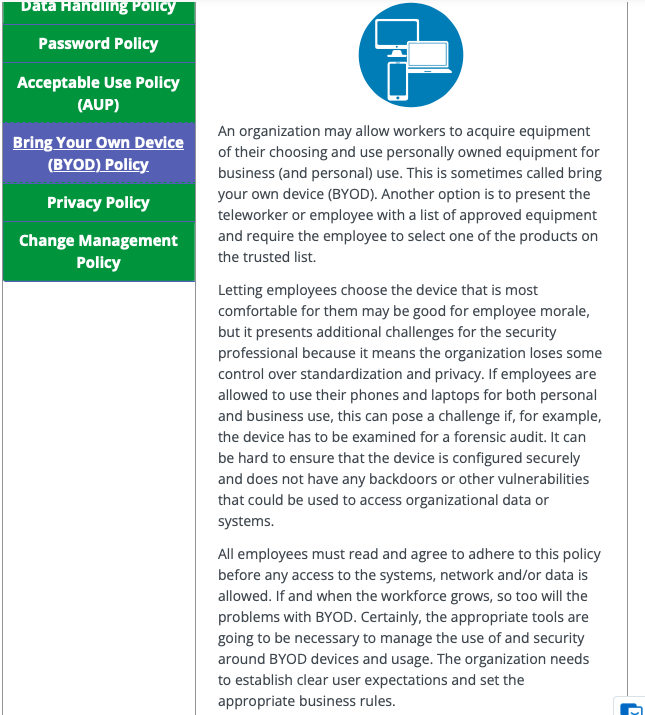 Data Handling Policy
Password Policy
Acceptable Use Policy
(AUP)
Bring Your Own Device
(BYOD) Policy
Privacy Policy
Change Management
Policy
An organization may allow workers to acquire equipment
of their choosing and use personally owned equipment for
business (and personal) use. This is sometimes called bring
your own device (BYOD). Another option is to present the
teleworker or employee with a list of approved equipment
and require the employee to select one of the products on
the trusted list.
Letting employees choose the device that is most
comfortable for them may be good for employee morale,
but it presents additional challenges for the security
professional because it means the organization loses some
control over standardization and privacy. If employees are
allowed to use their phones and laptops for both personal
and business use, this can pose a challenge if, for example,
the device has to be examined for a forensic audit. It can
be hard to ensure that the device is configured securely
and does not have any backdoors or other vulnerabilities
that could be used to access organizational data or
systems.
All employees must read and agree to adhere to this policy
before any access to the systems, network and/or data is
allowed. If and when the workforce grows, so too will the
problems with BYOD. Certainly, the appropriate tools are
going to be necessary to manage the use of and security
around BYOD devices and usage. The organization needs
to establish clear user expectations and set the
appropriate business rules.